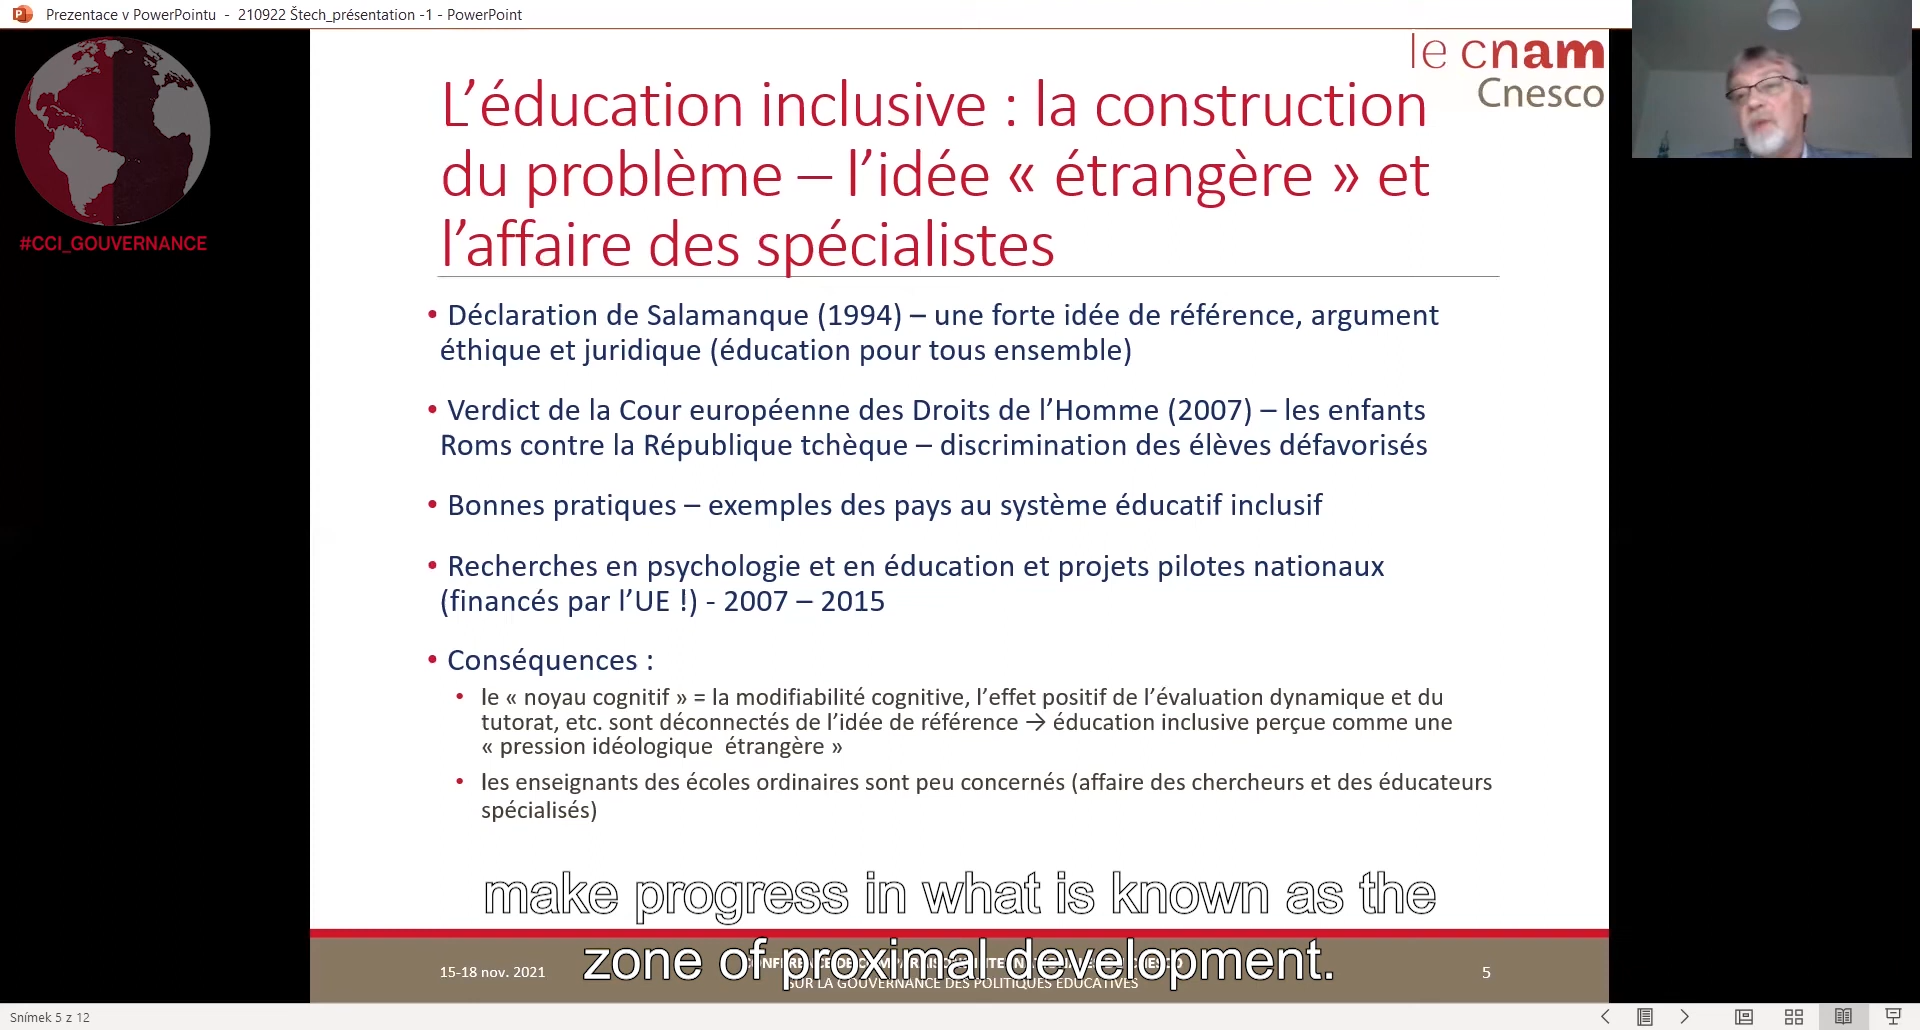 Prezentace v PowerPointu - 210922 Štech_présentation -1 - PowerPoint
le cnam
Cnesco
#CCI_GOUVERNANCE
L’éducation inclusive : la construction
du problème – l’idée « étrangère » et
l’affaire des spécialistes
• Déclaration de Salamanque (1994) – une forte idée de référence, argument
éthique et juridique (éducation pour tous ensemble)
• Verdict de la Cour européenne des Droits de l’Homme (2007) – les enfants
Roms contre la République tchèque – discrimination des élèves défavorisés
• Bonnes pratiques – exemples des pays au système éducatif inclusif
• Recherches en psychologie et en éducation et projets pilotes nationaux
(financés par l’UE !) - 2007 – 2015
• Conséquences :
• le « noyau cognitif » = la modifiabilité cognitive, l’effet positif de l’évaluation dynamique et du
tutorat, etc. sont déconnectés de l’idée de référence → éducation inclusive perçue comme une
« pression idéologique étrangère »
• les enseignants des écoles ordinaires sont peu concernés (affaire des chercheurs et des éducateurs
spécialisés)
make progress in what is known as the
zone of proximal development.
15-18 nov. 2021
SUR LA GOUVERNANCE DES POLITIQUES EDUCATIVES
5
Snímek 5 z 12